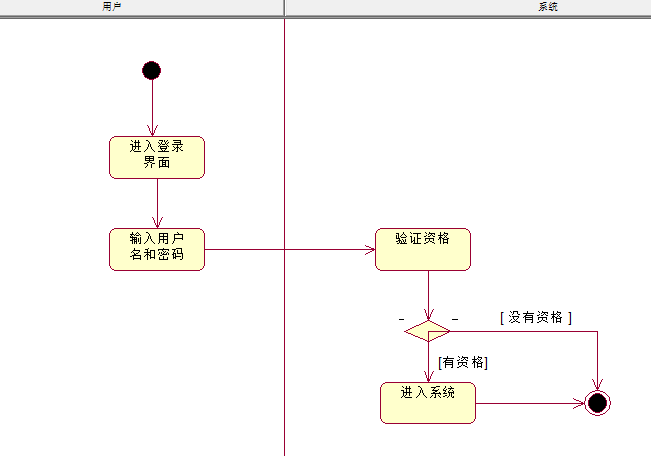 用户
系统
进入登录
界面
输入用户
名和密码
验证资格
[ 没有资格 ]
[有资格]
进入系统